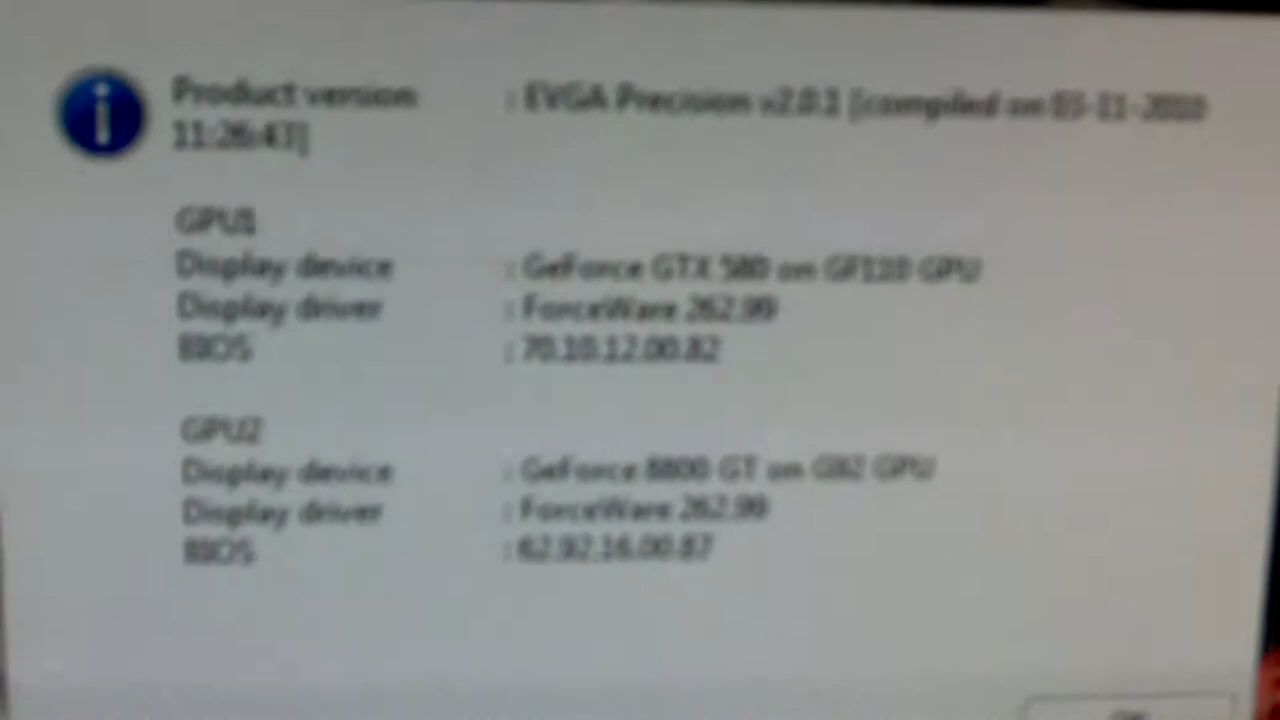 Product version : EVGA Precision v2.0.1 [compiled on 03-11-2010
11:26:43]
GPU1
Display device : GeForce GTX 580 on GF110 GPU
Display driver : ForceWare 262.99
BIOS : 70.10.12.00.82
GPU2
Display device : GeForce 8800 GT on G92 GPU
Display driver : ForceWare 262.99
BIOS : 62.92.16.00.87